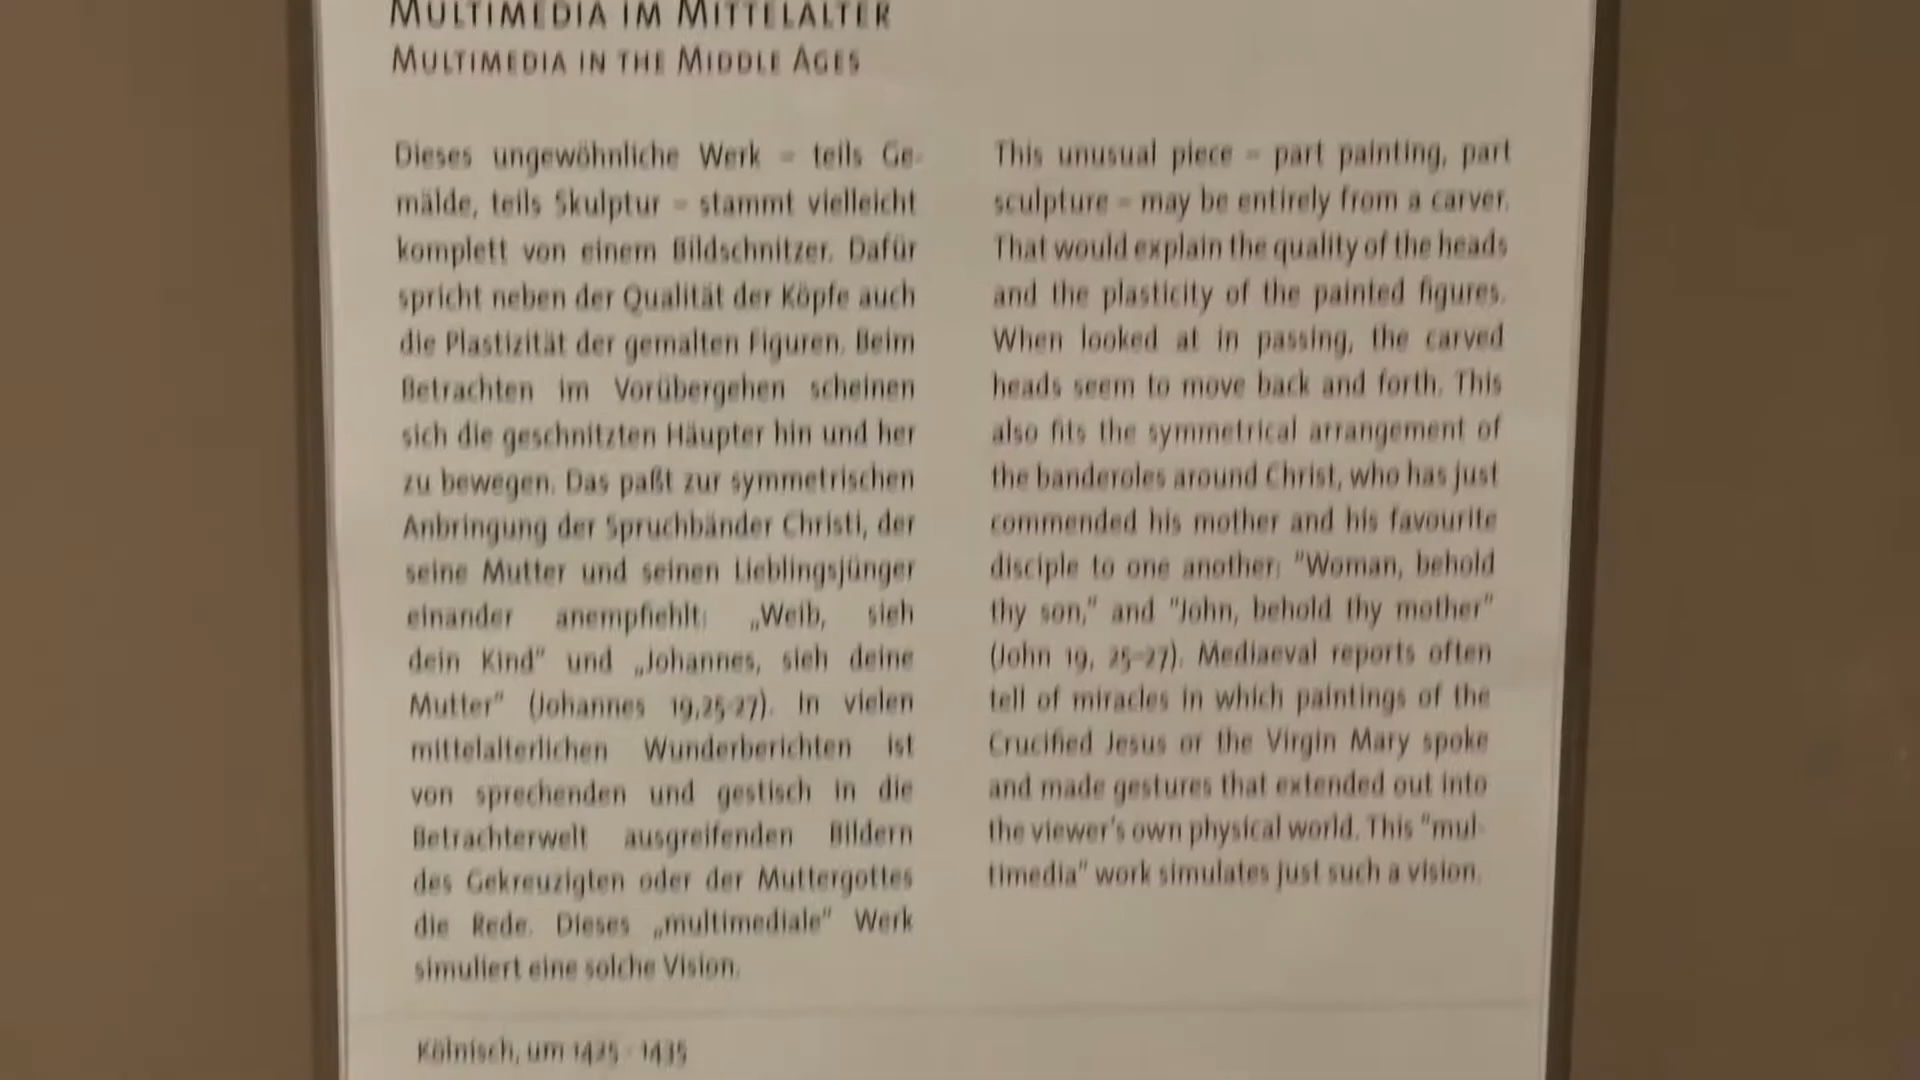 MULTIMEDIA IM MITTELALTER
MULTIMEDIA IN THE MIDDLE AGES
Dieses ungewöhnliche Werk – teils Ge-
mälde, teils Skulptur – stammt vielleicht
komplett von einem Bildschnitzer. Dafür
spricht neben der Qualität der Köpfe auch
die Plastizität der gemalten Figuren. Beim
Betrachten im Vorübergehen scheinen
sich die geschnitzten Häupter hin und her
zu bewegen. Das paßt zur symmetrischen
Anbringung der Spruchbänder Christi, der
seine Mutter und seinen Lieblingsjünger
einander anempfiehlt: „Weib, sieh
dein Kind“ und „Johannes, sieh deine
Mutter“ (Johannes 19,25-27). In vielen
mittelalterlichen Wunderberichten ist
von sprechenden und gestisch in die
Betrachterwelt ausgreifenden Bildern
des Gekreuzigten oder der Muttergottes
die Rede. Dieses „multimediale“ Werk
simuliert eine solche Vision.
This unusual piece – part painting, part
sculpture – may be entirely from a carver.
That would explain the quality of the heads
and the plasticity of the painted figures.
When looked at in passing, the carved
heads seem to move back and forth. This
also fits the symmetrical arrangement of
the banderoles around Christ, who has just
commended his mother and his favourite
disciple to one another: "Woman, behold
thy son," and "John, behold thy mother"
(John 19, 25–27). Mediaeval reports often
tell of miracles in which paintings of the
Crucified Jesus or the Virgin Mary spoke
and made gestures that extended out into
the viewer's own physical world. This "mul-
timedia" work simulates just such a vision.
Kölnisch, um 1425 - 1435